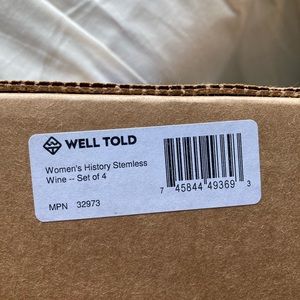 WELL TOLD
Women's History Stemless
Wine -- Set of 4
MPN 32973
7 45844 49369 3